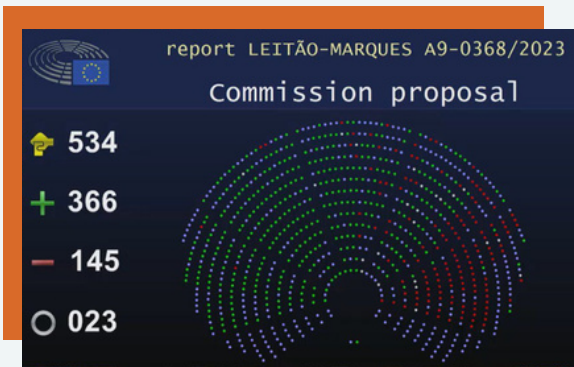 report LEITÃO-MARQUES A9-0368/2023
Commission proposal
534
+ 366
− 145
023